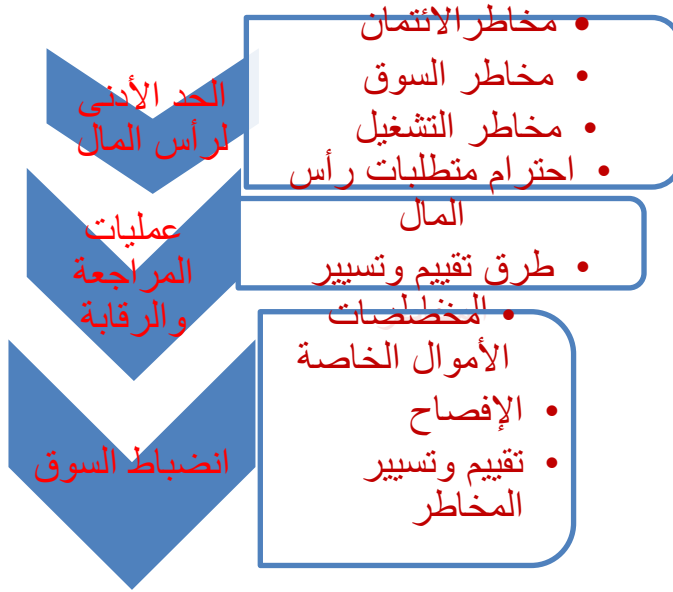 الحد الأدنى
لرأس المال
• مخاطر الائتمان
• مخاطر السوق
• مخاطر التشغيل
عمليات
المراجعة
والرقابة
• احترام متطلبات رأس
المال
• طرق تقييم وتسيير
انضباط السوق
•
الأموال الخاصة
• الإفصاح
• تقييم وتسيير
المخاطر